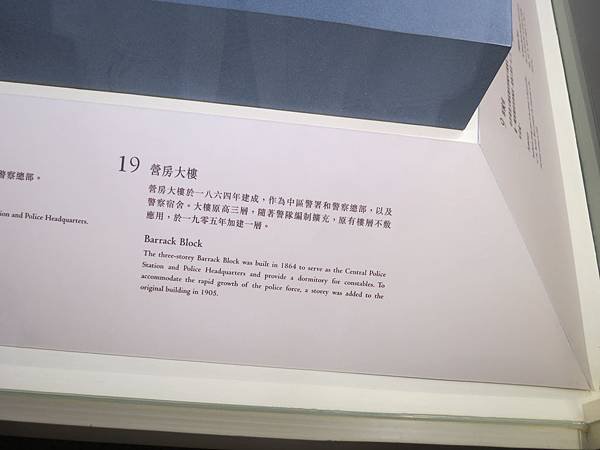 警察總部。
tion and Police Headquarters.
19 營房大樓
營房大樓於一八六四年建成，作為中區警署和警察總部，以及
警察宿舍。大樓原高三層，隨著警隊編制擴充，原有樓層不敷
應用，於一九零五年加建一層。
Barrack Block
The three-storey Barrack Block was built in 1864 to serve as the Central Police
Station and Police Headquarters and provide a dormitory for constables. To
accommodate the rapid growth of the police force, a storey was added to the
original building in 1905.